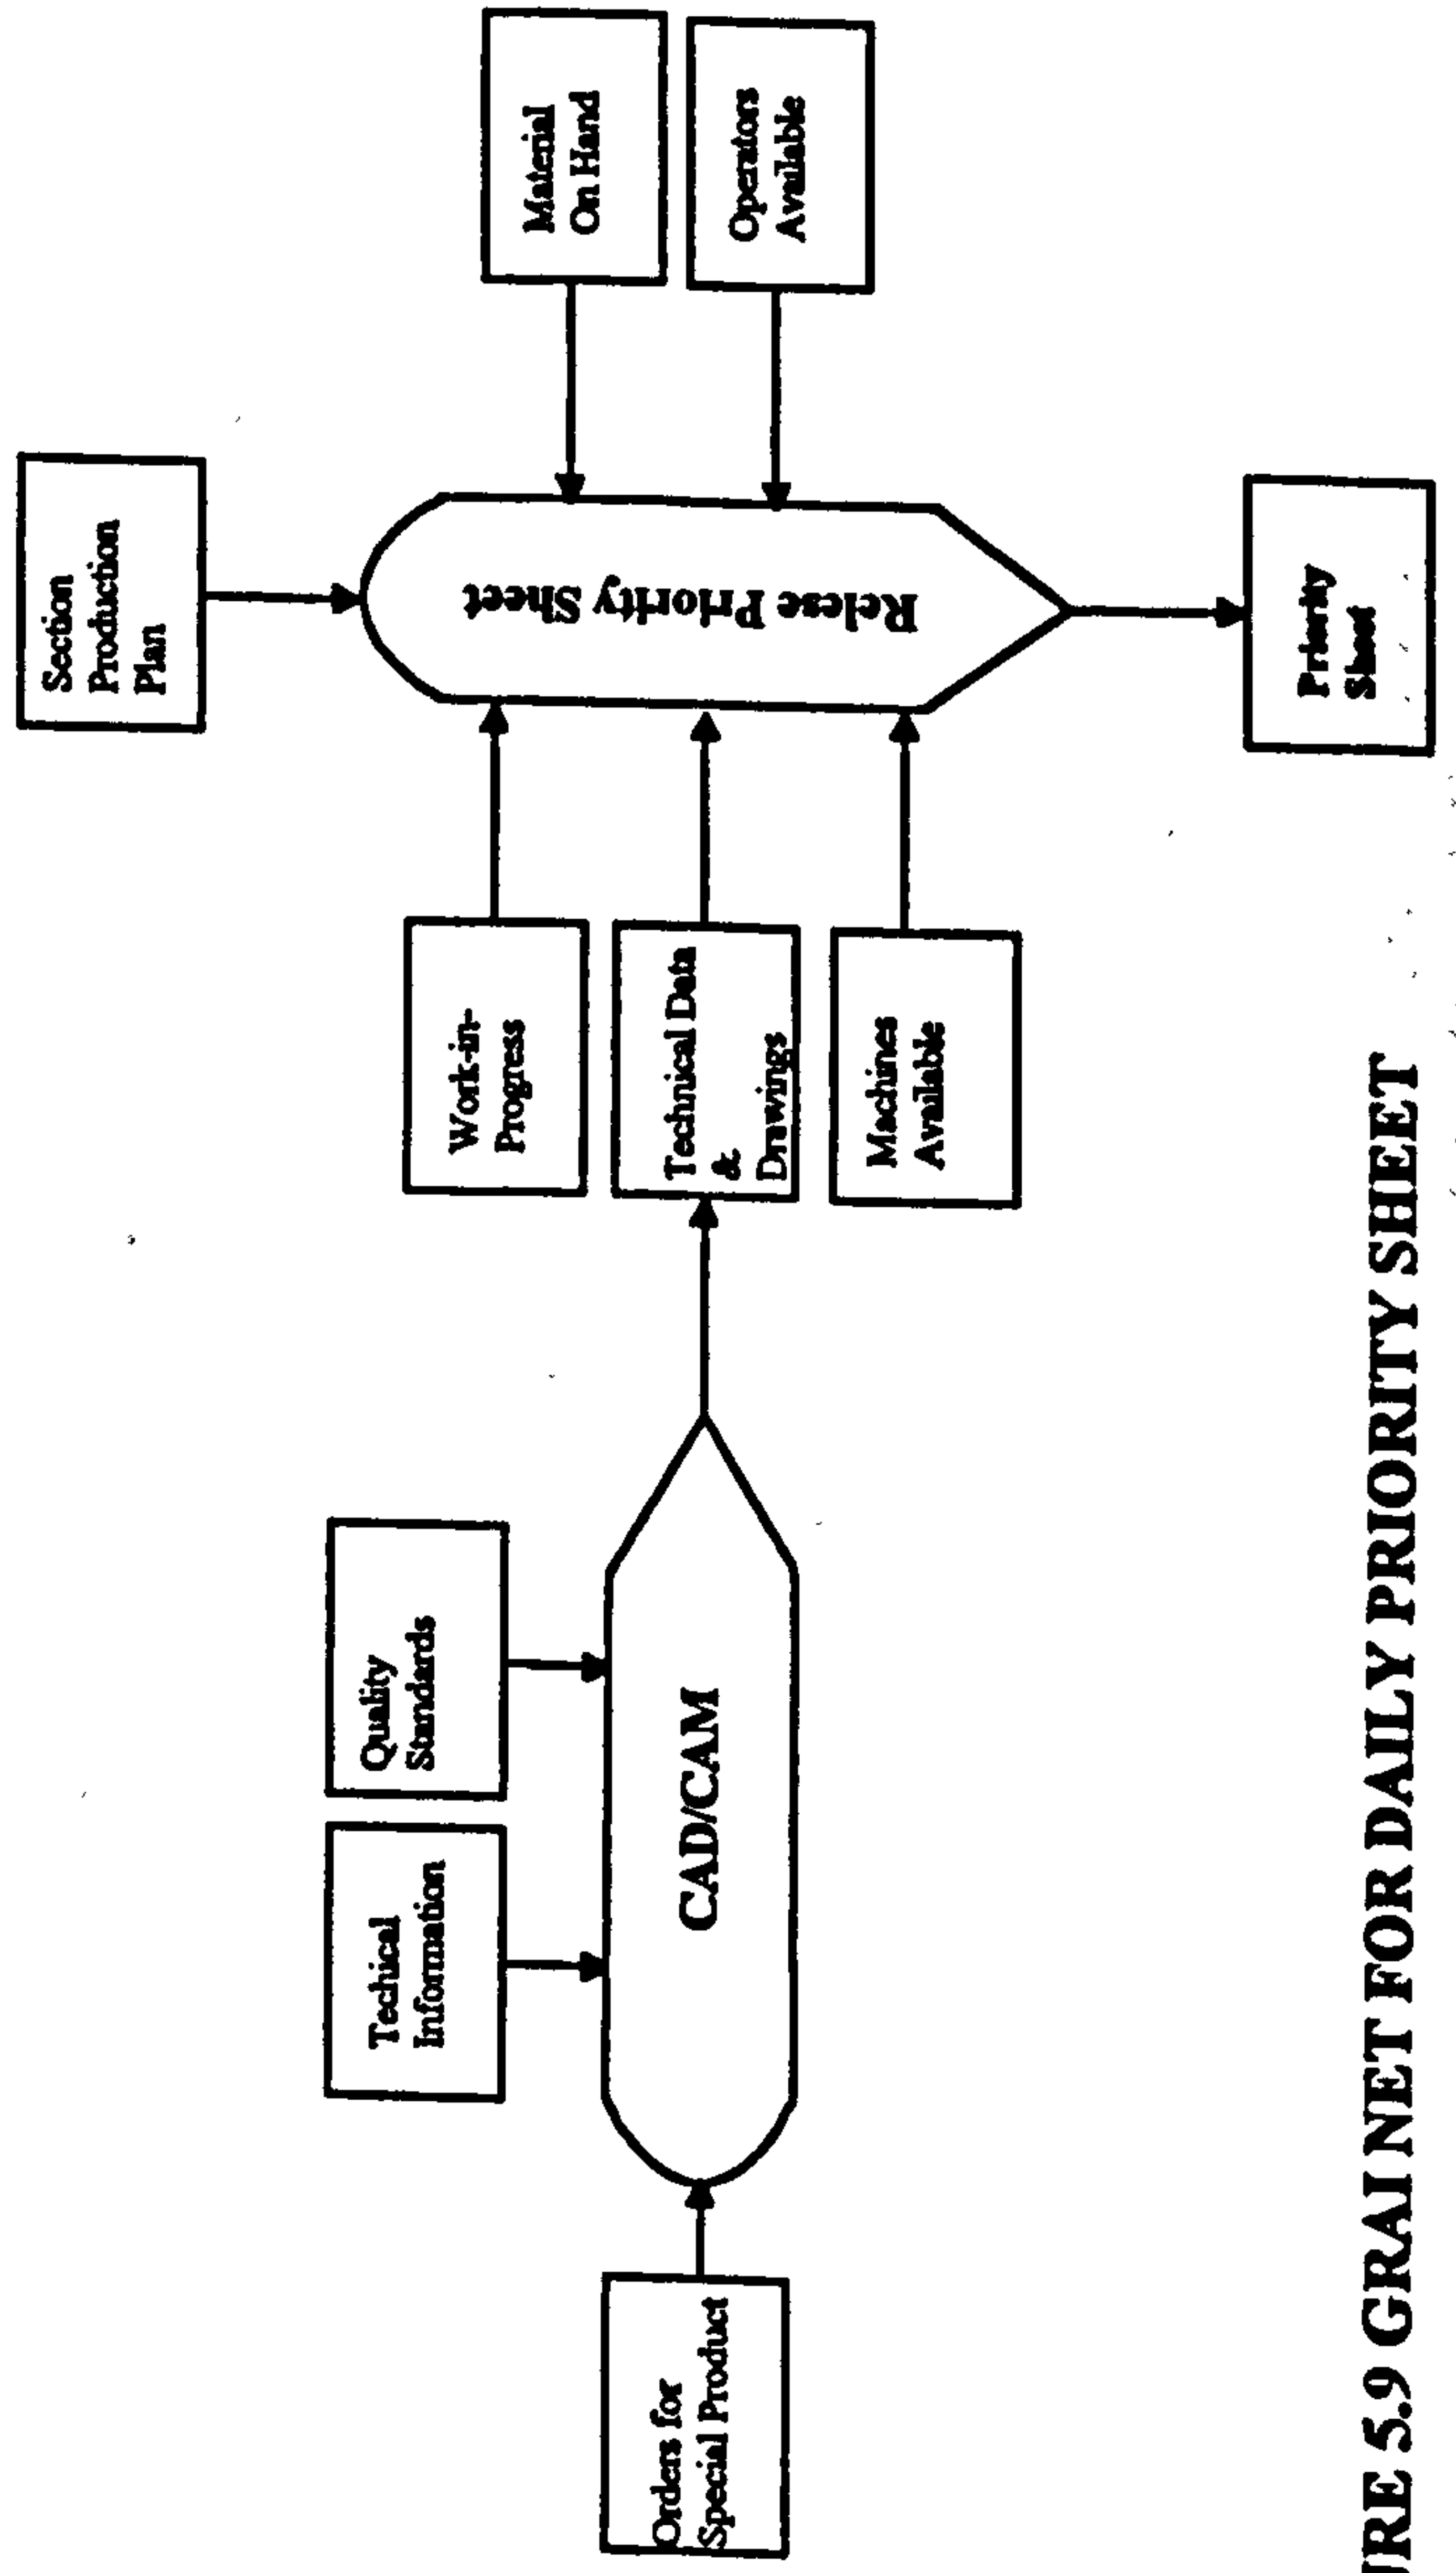 Orders for
Special Product
Techical
Information
Quality
Standards
CAD/CAM
Work-in-
Progress
Technical Data
&
Drawings
Machines
Available
Section
Production
Plan
Relese Priority Sheet
Material
On Hand
Operators
Available
Priority
Sheet
URE 5.9 GRAI NET FOR DAILY PRIORITY SHEET